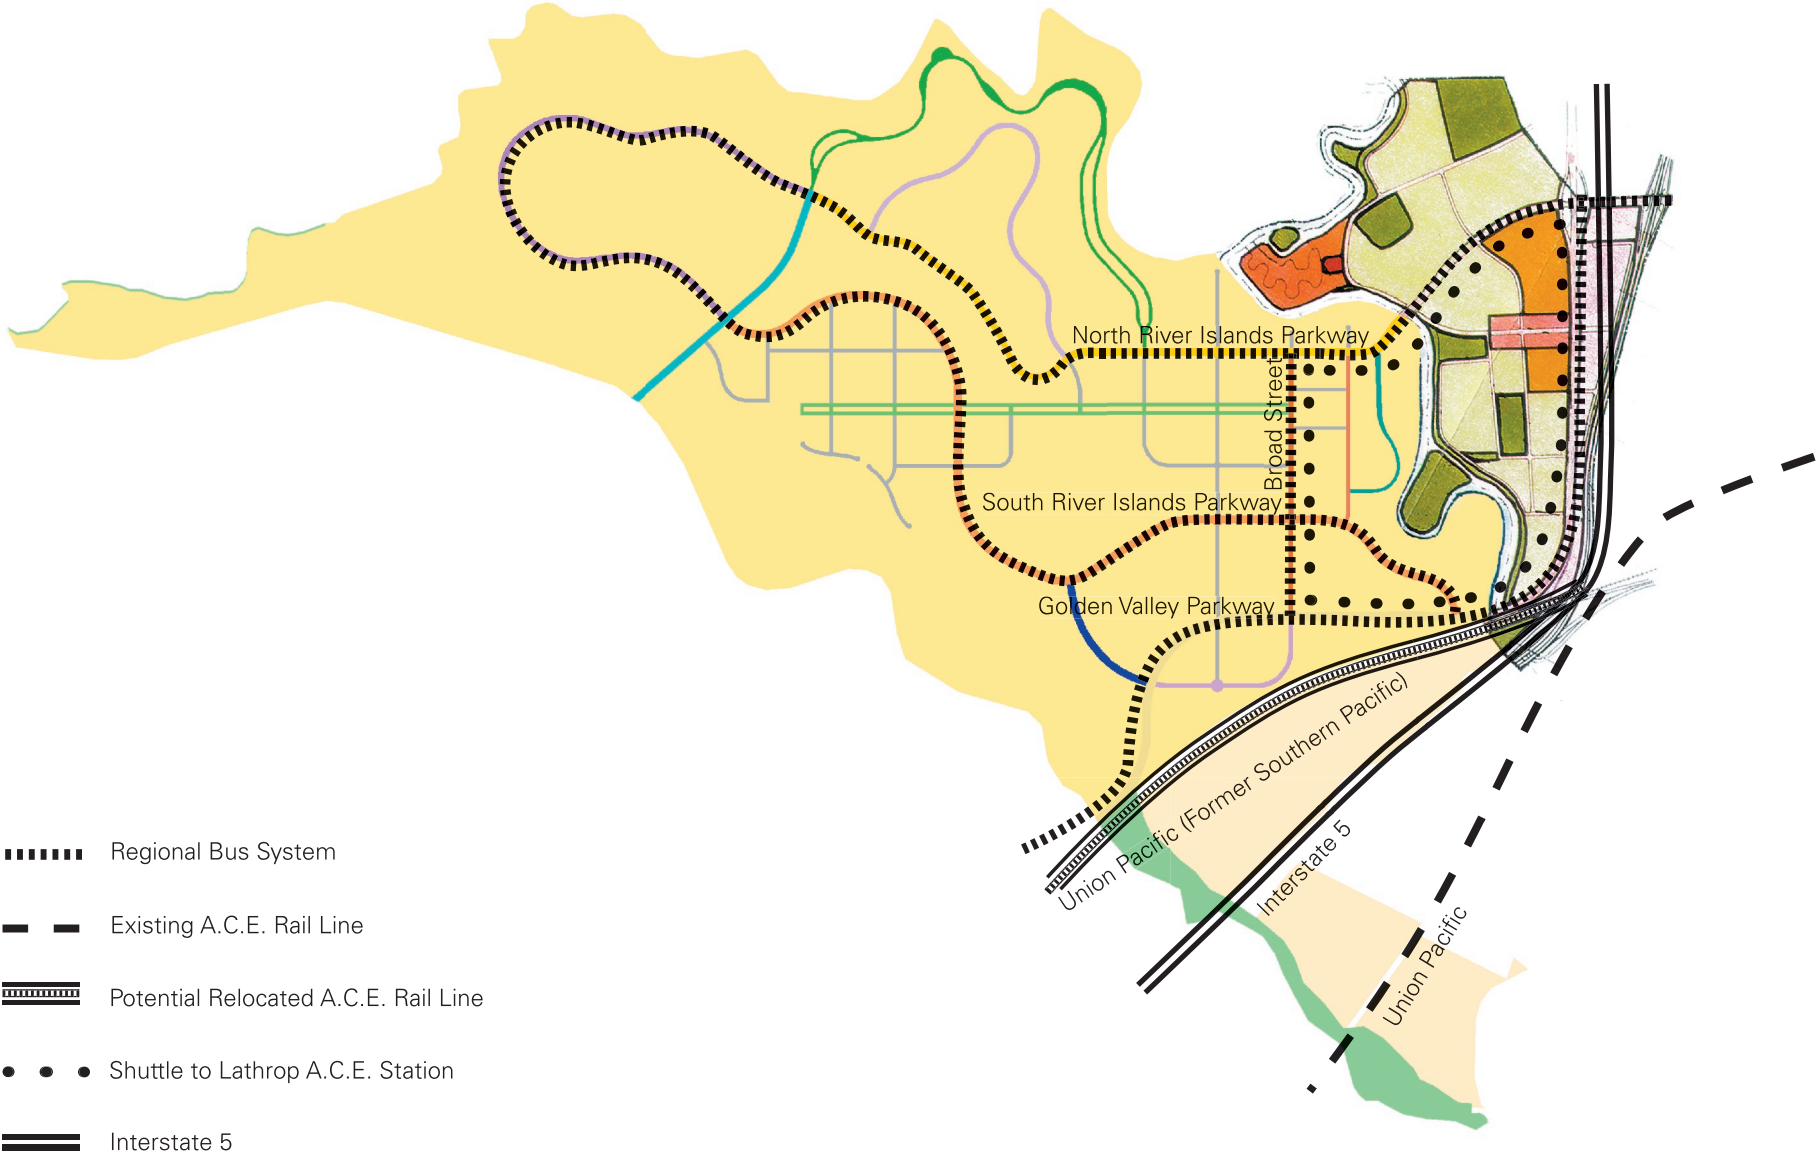 North River Islands Parkway
Broad Street
South River Islands Parkway
Golden Valley Parkway
Union Pacific (Former Southern Pacific)
Interstate 5
Union Pacific
Regional Bus System
Existing A.C.E. Rail Line
Potential Relocated A.C.E. Rail Line
Shuttle to Lathrop A.C.E. Station
Interstate 5